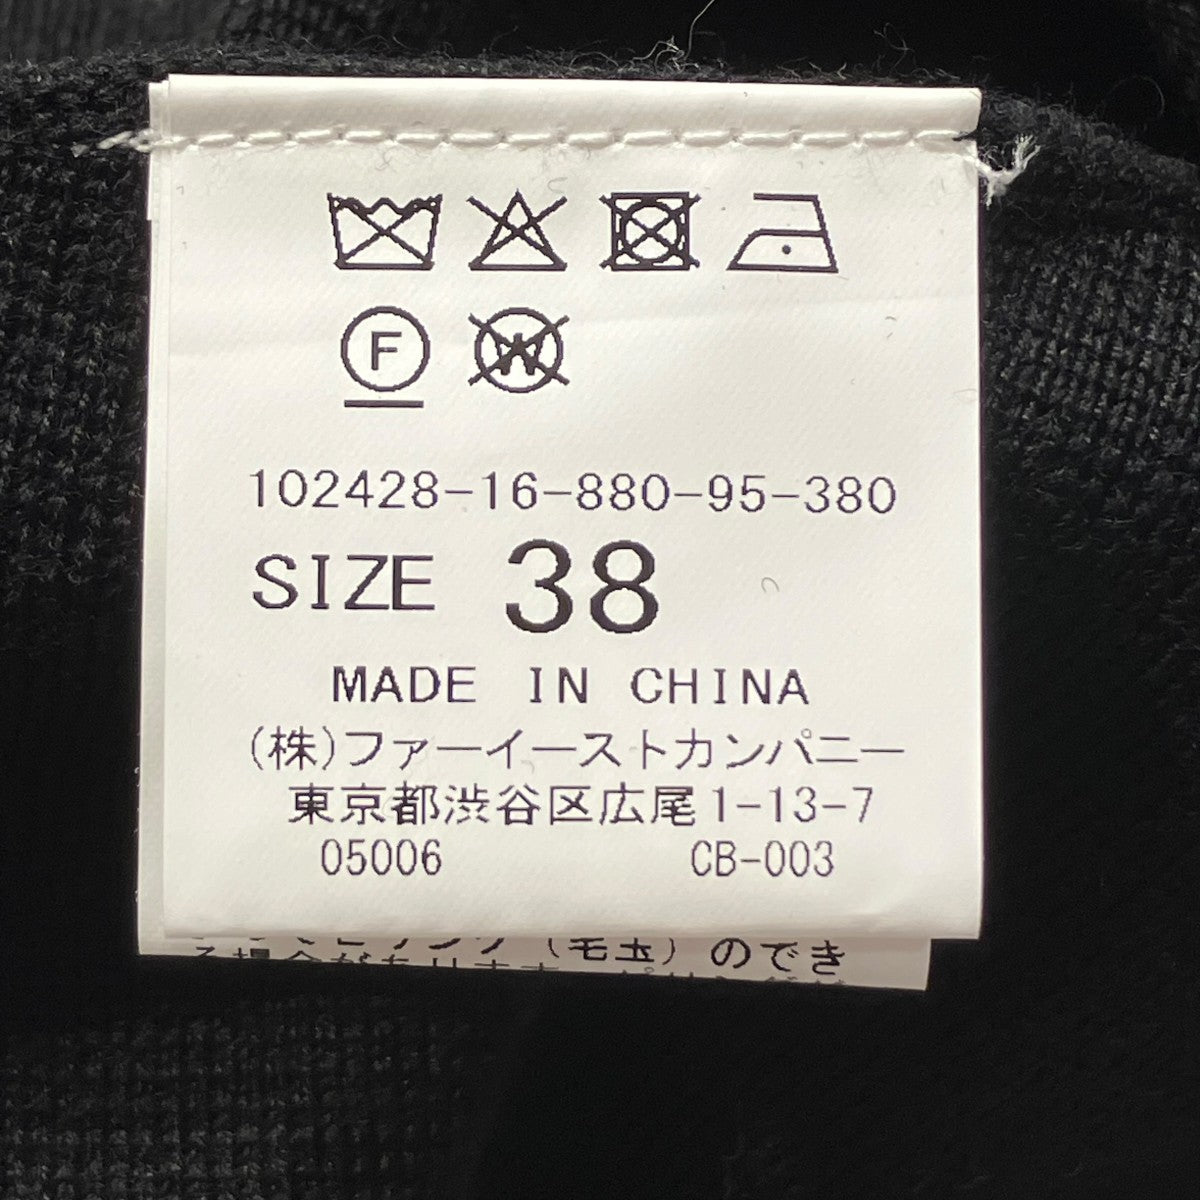 F W
102428-16-880-95-380
SIZE 38
MADE IN CHINA
(株)ファーイーストカンパニー
東京都渋谷区広尾1-13-7
05006 CB-003
(毛玉)のでき